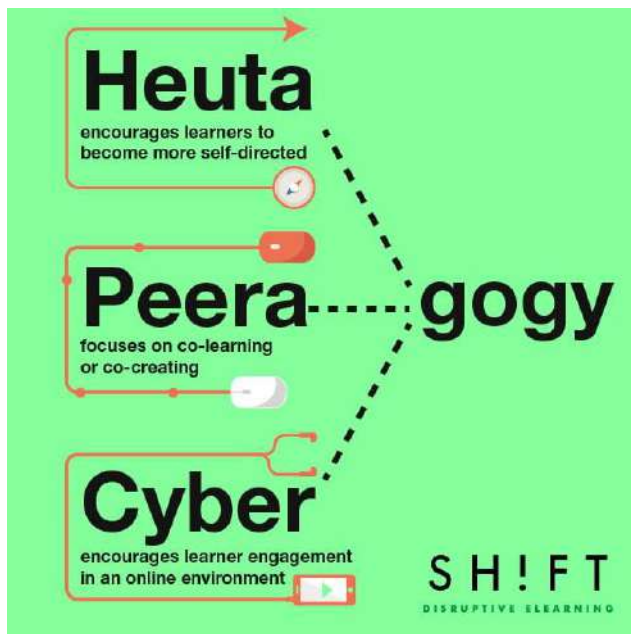 Heuta
encourages learners to
become more self-directed
Peera
gogy
focuses on co-learning
or co-creating
Cyber
encourages learner engagement
in an online environment
SH!FT
DISRUPTIVE ELEARNING